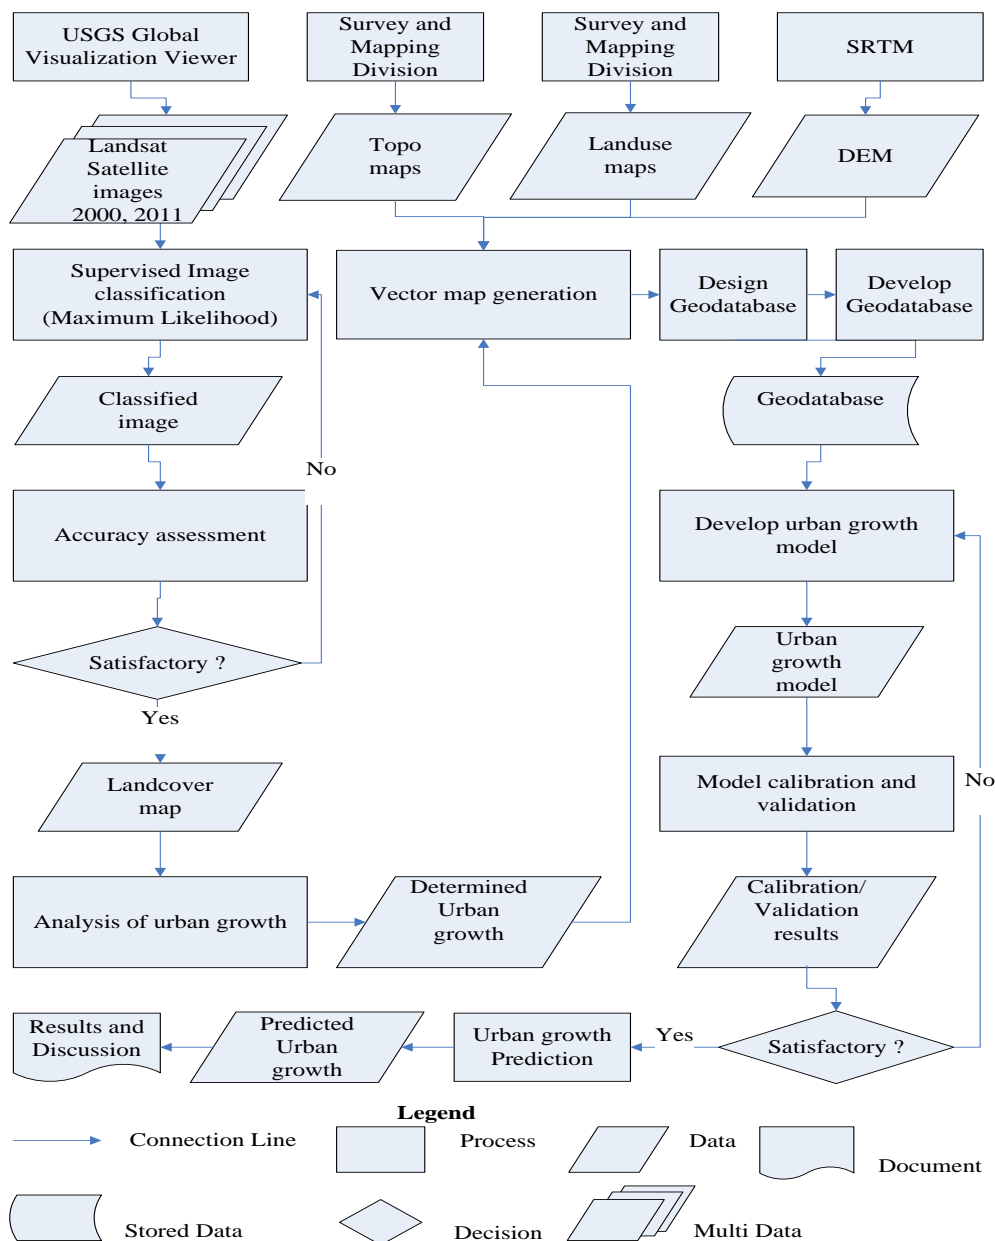 USGS Global
Visualization Viewer
Survey and
Mapping
Division
Survey and
Mapping
Division
SRTM
Landsat
Satellite
images
2000, 2011
Topo
maps
Landuse
maps
DEM
Supervised Image
classification
(Maximum Likelihood)
Vector map generation
Design
Geodatabase
Develop
Geodatabase
Classified
image
Geodatabase
No
Accuracy assessment
Develop urban growth
model
Satisfactory ?
Urban
growth
model
Yes
Landcover
map
Model calibration and
validation
No
Analysis of urban growth
Determined
Urban
growth
Calibration/
Validation
results
Results and
Discussion
Predicted
Urban
growth
Urban growth
Prediction
Yes
Satisfactory ?
Legend
Connection Line
Process
Data
Document
Stored Data
Decision
Multi Data